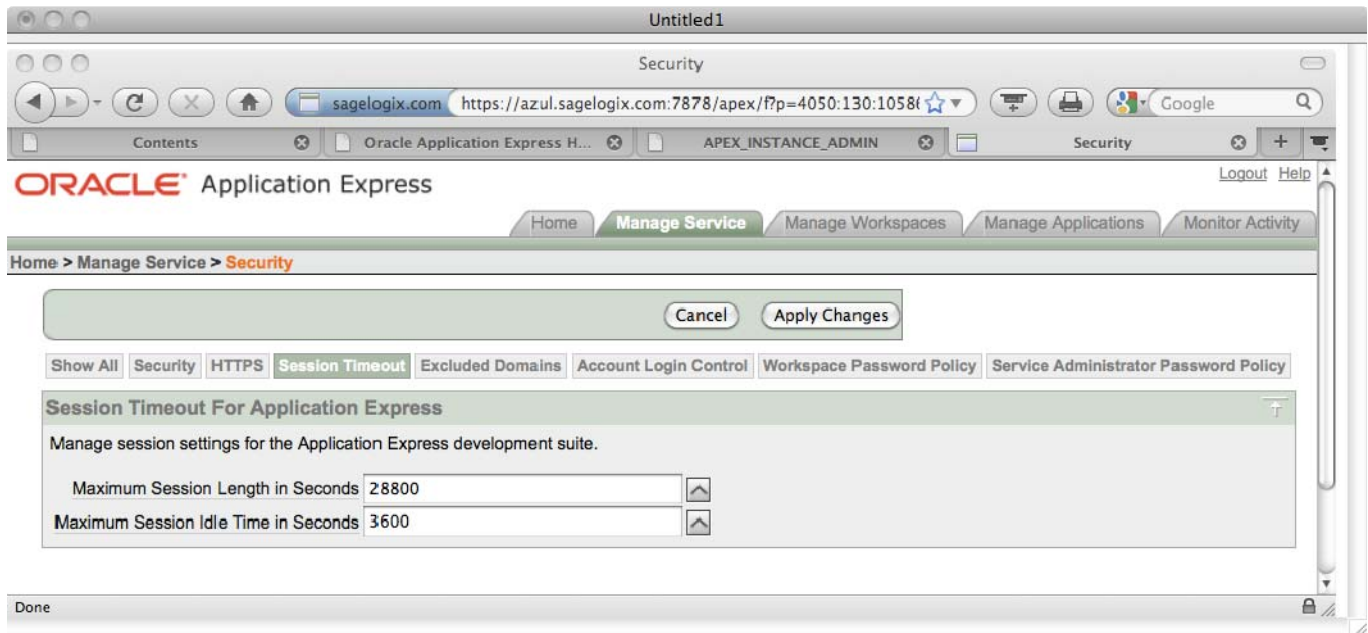 Untitled1
Security
sagelogix.com https://azul.sagelogix.com:7878/apex/f?p=4050:130:1058 Google
Contents Oracle Application Express H... APEX_INSTANCE_ADMIN Security
ORACLE Application Express
Logout Help
Home Manage Service Manage Workspaces Manage Applications Monitor Activity
Home > Manage Service > Security
Cancel Apply Changes
Show All Security HTTPS Session Timeout Excluded Domains Account Login Control Workspace Password Policy Service Administrator Password Policy
Session Timeout For Application Express
Manage session settings for the Application Express development suite.
Maximum Session Length in Seconds 28800
Maximum Session Idle Time in Seconds 3600
Done